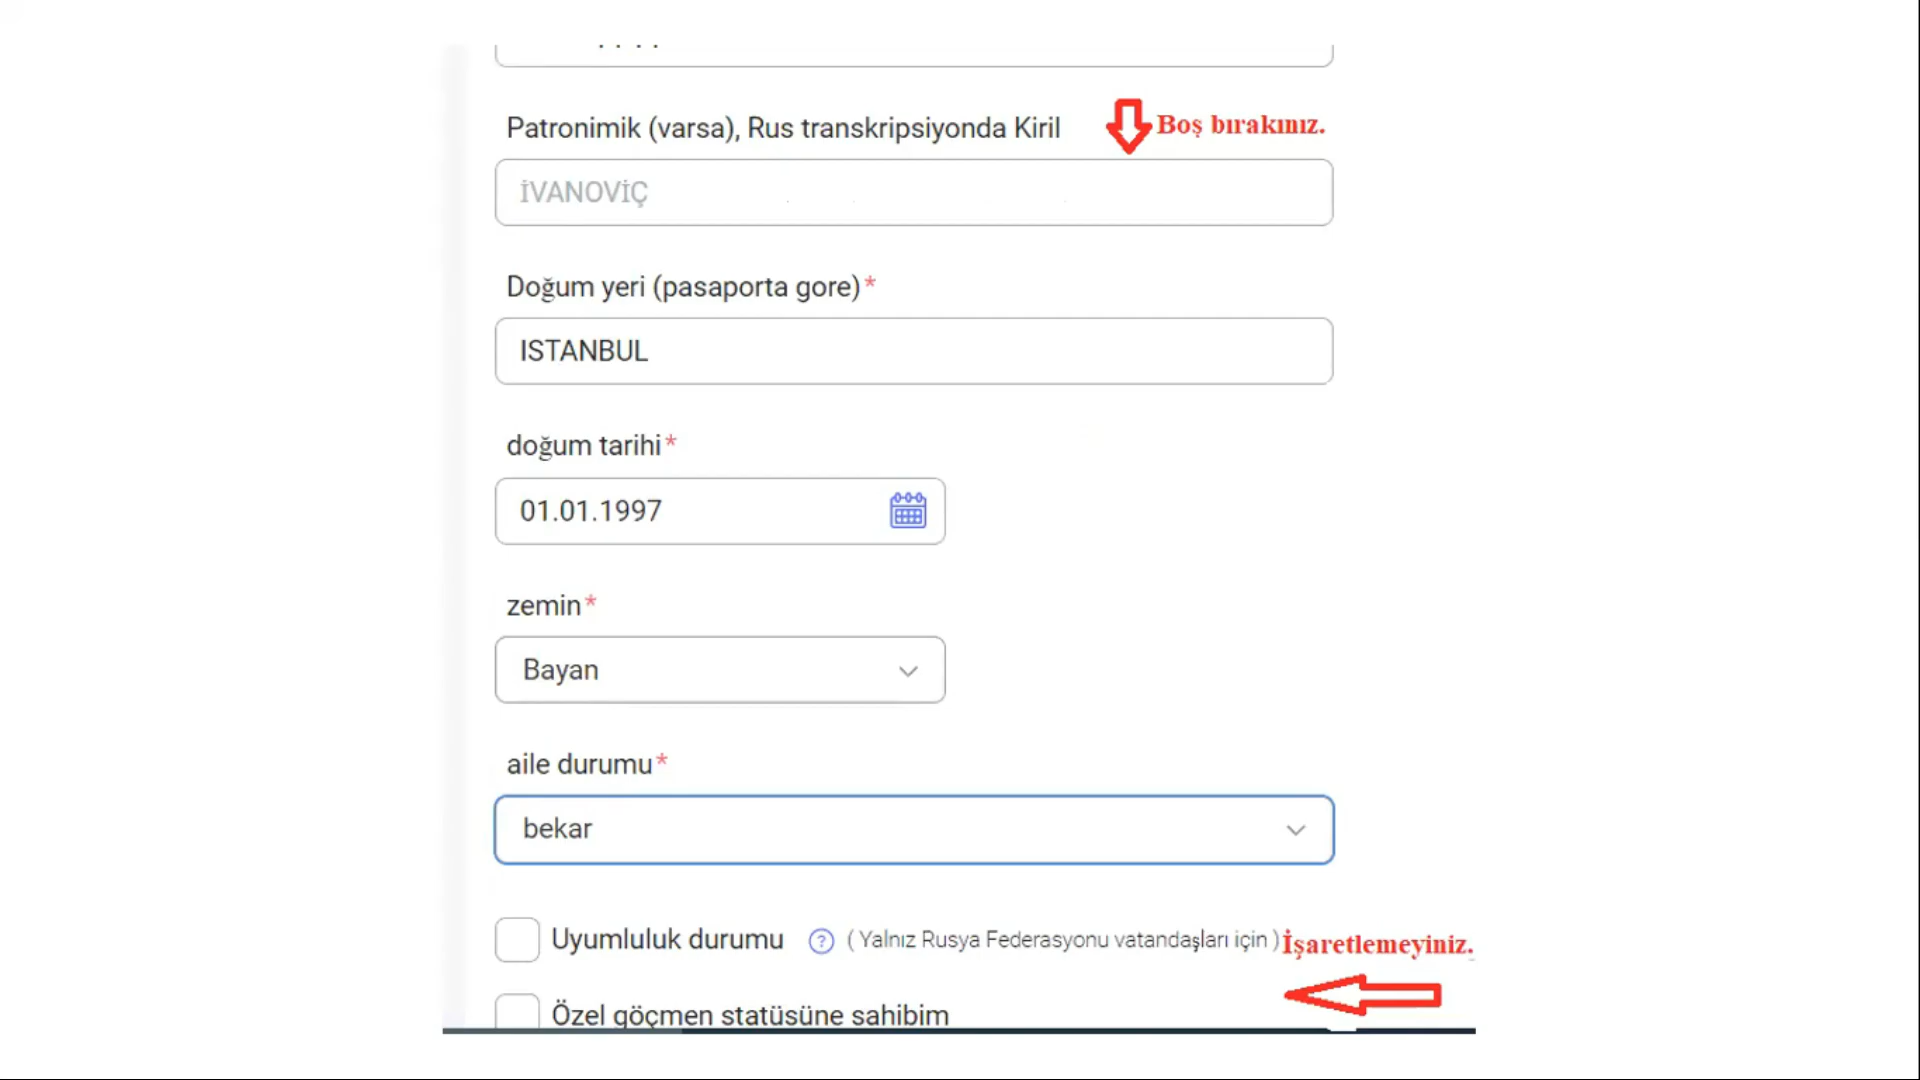 Patronimik (varsa), Rus transkripsiyonda Kiril
Boş bırakınız.
İVANOVİÇ
Doğum yeri (pasaporta gore)*
ISTANBUL
doğum tarihi*
01.01.1997
zemin*
Bayan
aile durumu*
bekar
Uyumluluk durumu ? ( Yalnız Rusya Federasyonu vatandaşları için )
İşaretlemeyiniz.
Özel göçmen statüsüne sahibim